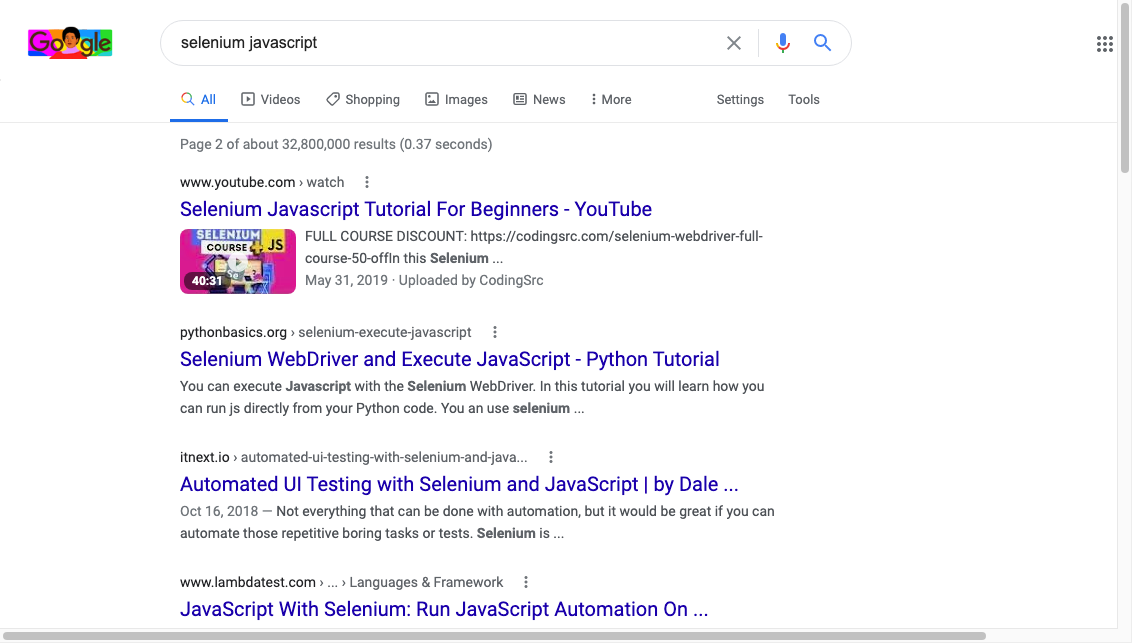 Google
selenium javascript
All Videos Shopping Images News More Settings Tools
Page 2 of about 32,800,000 results (0.37 seconds)
www.youtube.com › watch
Selenium Javascript Tutorial For Beginners - YouTube
SELENIUM
COURSE + JS
Se
40:31
FULL COURSE DISCOUNT: https://codingsrc.com/selenium-webdriver-full-
course-50-offIn this Selenium ...
May 31, 2019 · Uploaded by CodingSrc
pythonbasics.org › selenium-execute-javascript
Selenium WebDriver and Execute JavaScript - Python Tutorial
You can execute Javascript with the Selenium WebDriver. In this tutorial you will learn how you
can run js directly from your Python code. You an use selenium ...
itnext.io › automated-ui-testing-with-selenium-and-java...
Automated UI Testing with Selenium and JavaScript | by Dale ...
Oct 16, 2018 — Not everything that can be done with automation, but it would be great if you can
automate those repetitive boring tasks or tests. Selenium is ...
www.lambdatest.com › ... › Languages & Framework
JavaScript With Selenium: Run JavaScript Automation On ...